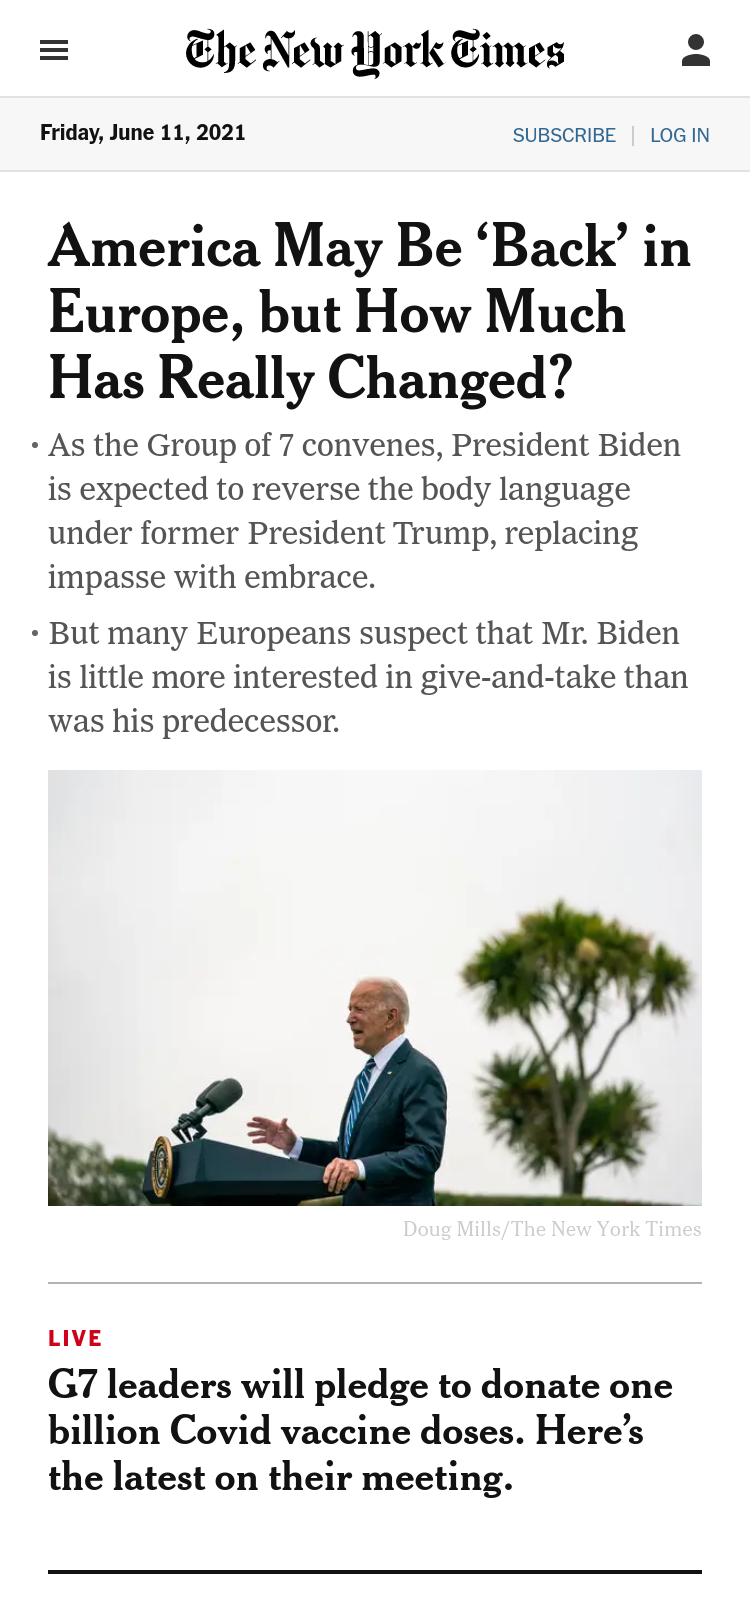 The New York Times
Friday, June 11, 2021
SUBSCRIBE | LOG IN
America May Be ‘Back’ in
Europe, but How Much
Has Really Changed?
• As the Group of 7 convenes, President Biden
is expected to reverse the body language
under former President Trump, replacing
impasse with embrace.
• But many Europeans suspect that Mr. Biden
is little more interested in give-and-take than
was his predecessor.
Doug Mills/The New York Times
LIVE
G7 leaders will pledge to donate one
billion Covid vaccine doses. Here’s
the latest on their meeting.